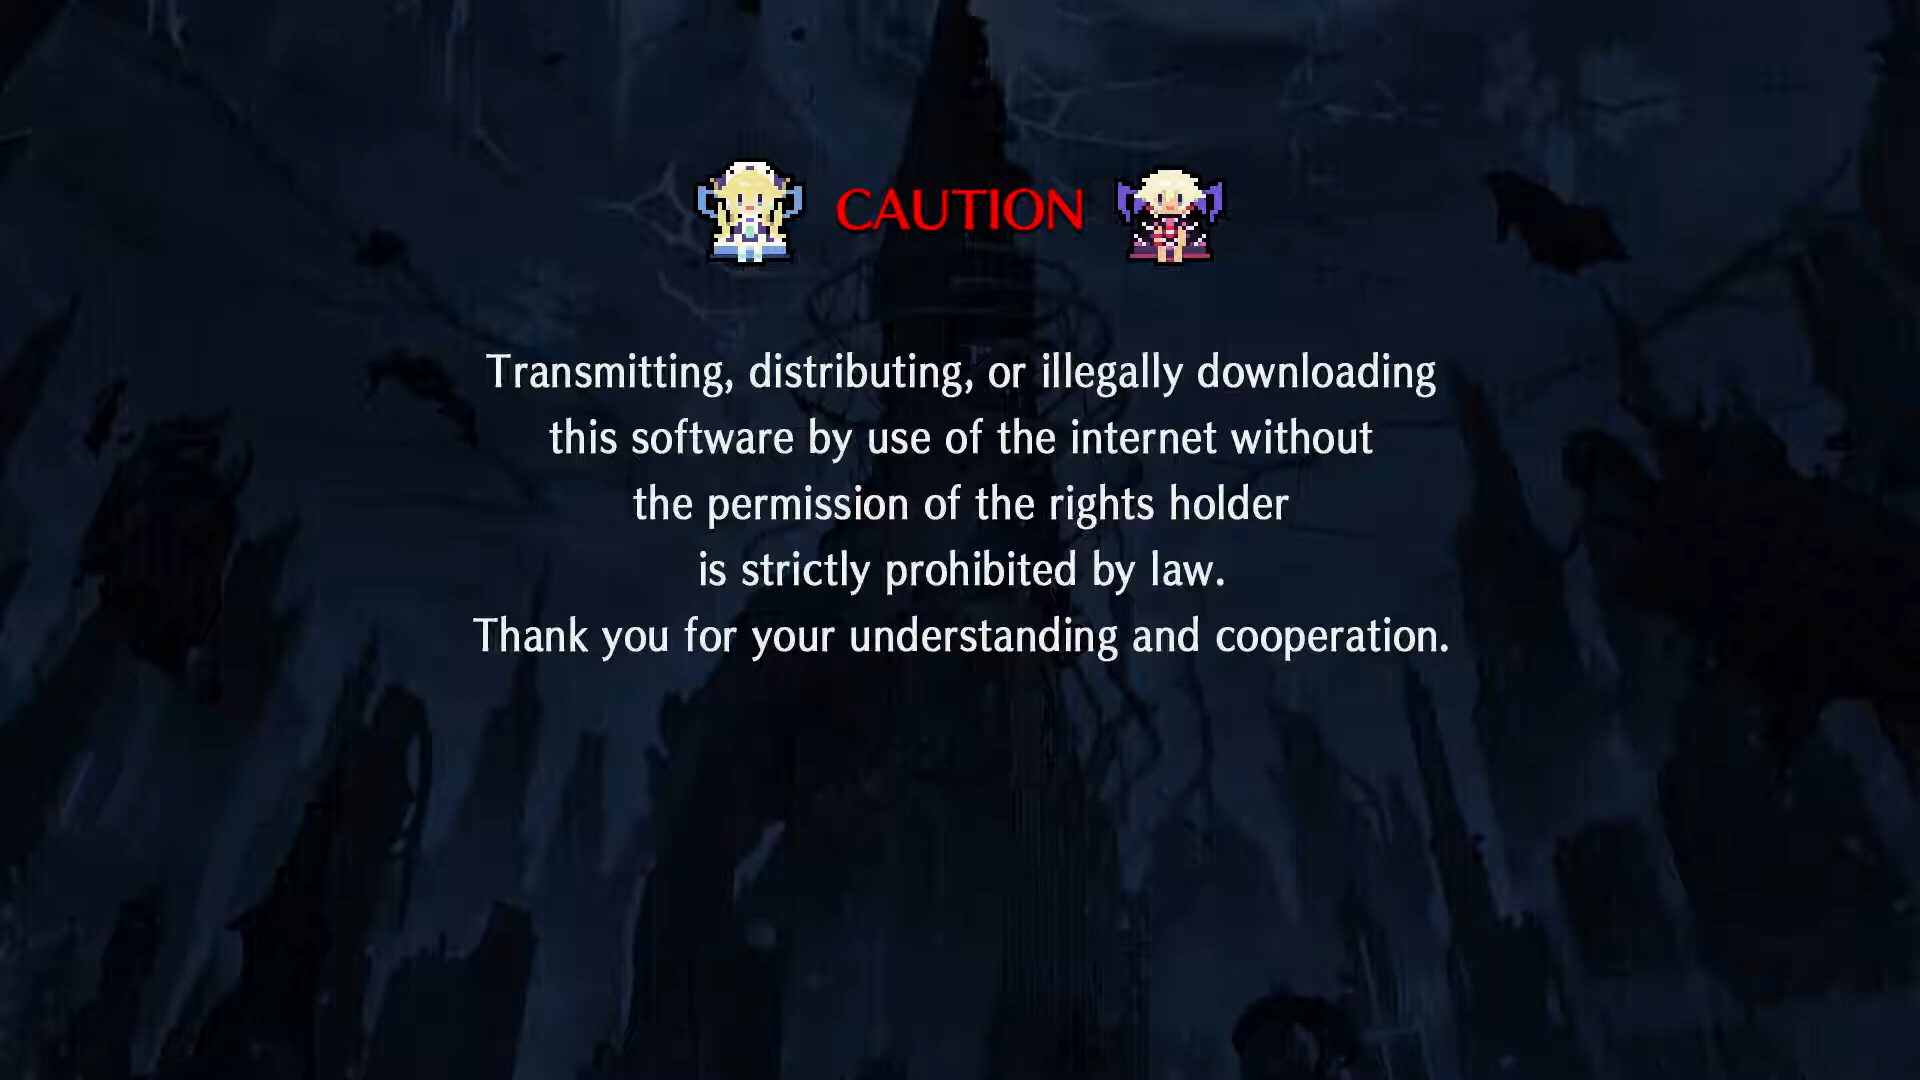 CAUTION
Transmitting, distributing, or illegally downloading
this software by use of the internet without
the permission of the rights holder
is strictly prohibited by law.
Thank you for your understanding and cooperation.